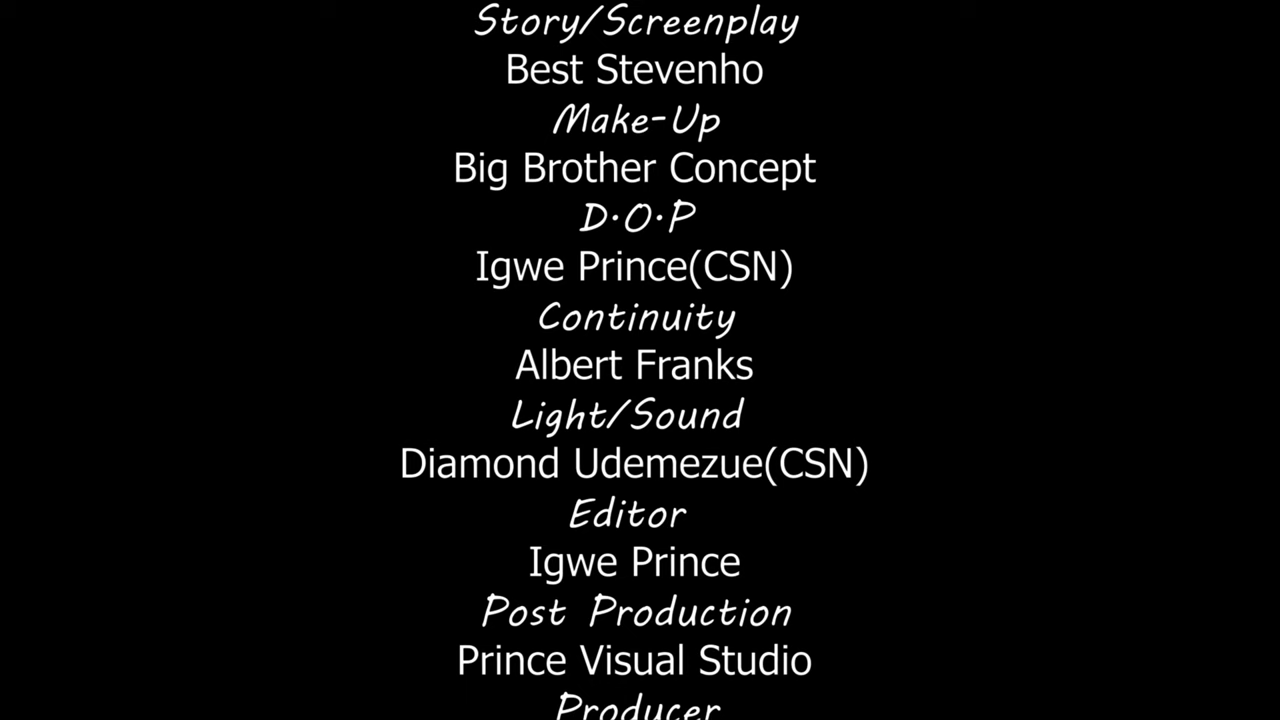 Story/Screenplay
Best Stevenho
Make-Up
Big Brother Concept
D.O.P
Igwe Prince(CSN)
Continuity
Albert Franks
Light/Sound
Diamond Udemezue(CSN)
Editor
Igwe Prince
Post Production
Prince Visual Studio
Producer